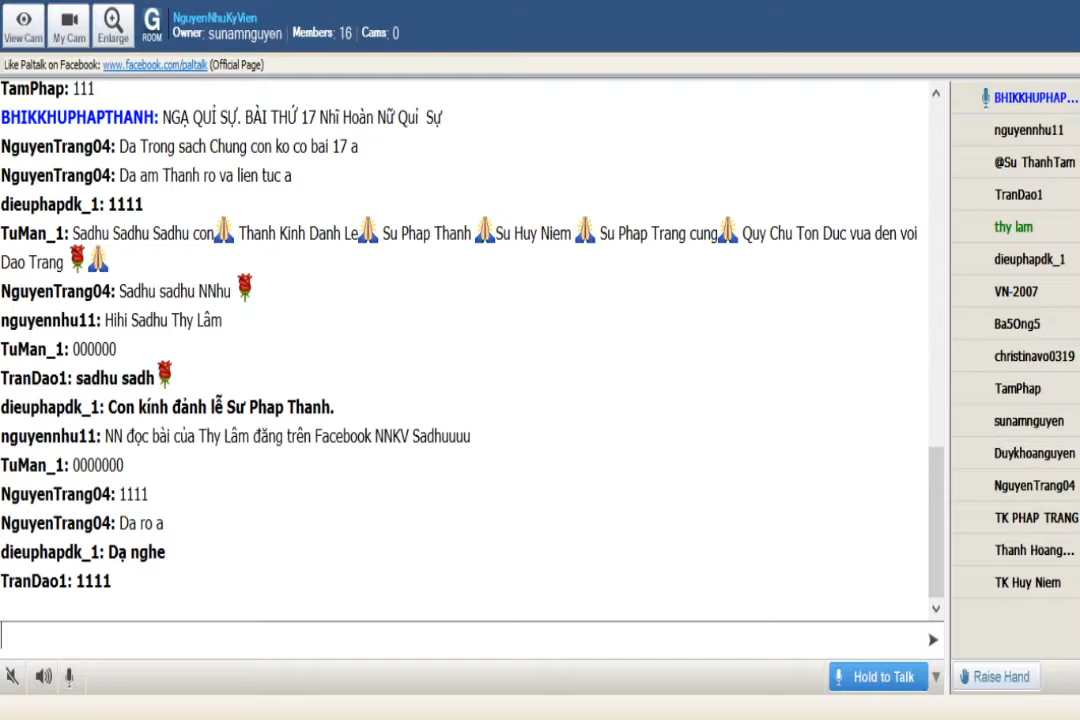 NguyenNhuKyVien
View Cam My Cam Enlarge G ROOM Owner: sunamnguyen Members: 16 Cams: 0
Like Paltalk on Facebook: www.facebook.com/paltalk (Official Page)
TamPhap: 111
BHIKKHUPHAPTHANH: NGẠ QUỈ SỰ. BÀI THỨ 17 Nhĩ Hoàn Nữ Quỉ Sự
NguyenTrang04: Da Trong sach Chung con ko co bai 17 a
NguyenTrang04: Da am Thanh ro va lien tuc a
dieuphapdk_1: 1111
TuMan_1: Sadhu Sadhu Sadhu con🙏 Thanh Kinh Danh Le🙏 Su Phap Thanh 🙏Su Huy Niem 🙏 Su Phap Trang cung🙏 Quy Chu Ton Duc vua den voi
Dao Trang 🌹🙏
NguyenTrang04: Sadhu sadhu NNhu 🌹
nguyennhu11: Hihi Sadhu Thy Lâm
TuMan_1: 000000
TranDao1: sadhu sadh🌹
dieuphapdk_1: Con kính đảnh lễ Sư Phap Thanh.
nguyennhu11: NN đọc bài của Thy Lâm đăng trên Facebook NNKV Sadhuuuu
TuMan_1: 0000000
NguyenTrang04: 1111
NguyenTrang04: Da ro a
dieuphapdk_1: Dạ nghe
TranDao1: 1111
BHIKKHUPHAP...
nguyennhu11
@Su ThanhTam
TranDao1
thy lam
dieuphapdk_1
VN-2007
Ba5Ong5
christinavo0319
TamPhap
sunamnguyen
Duykhoanguyen
NguyenTrang04
TK PHAP TRANG
Thanh Hoang...
TK Huy Niem
Hold to Talk
Raise Hand